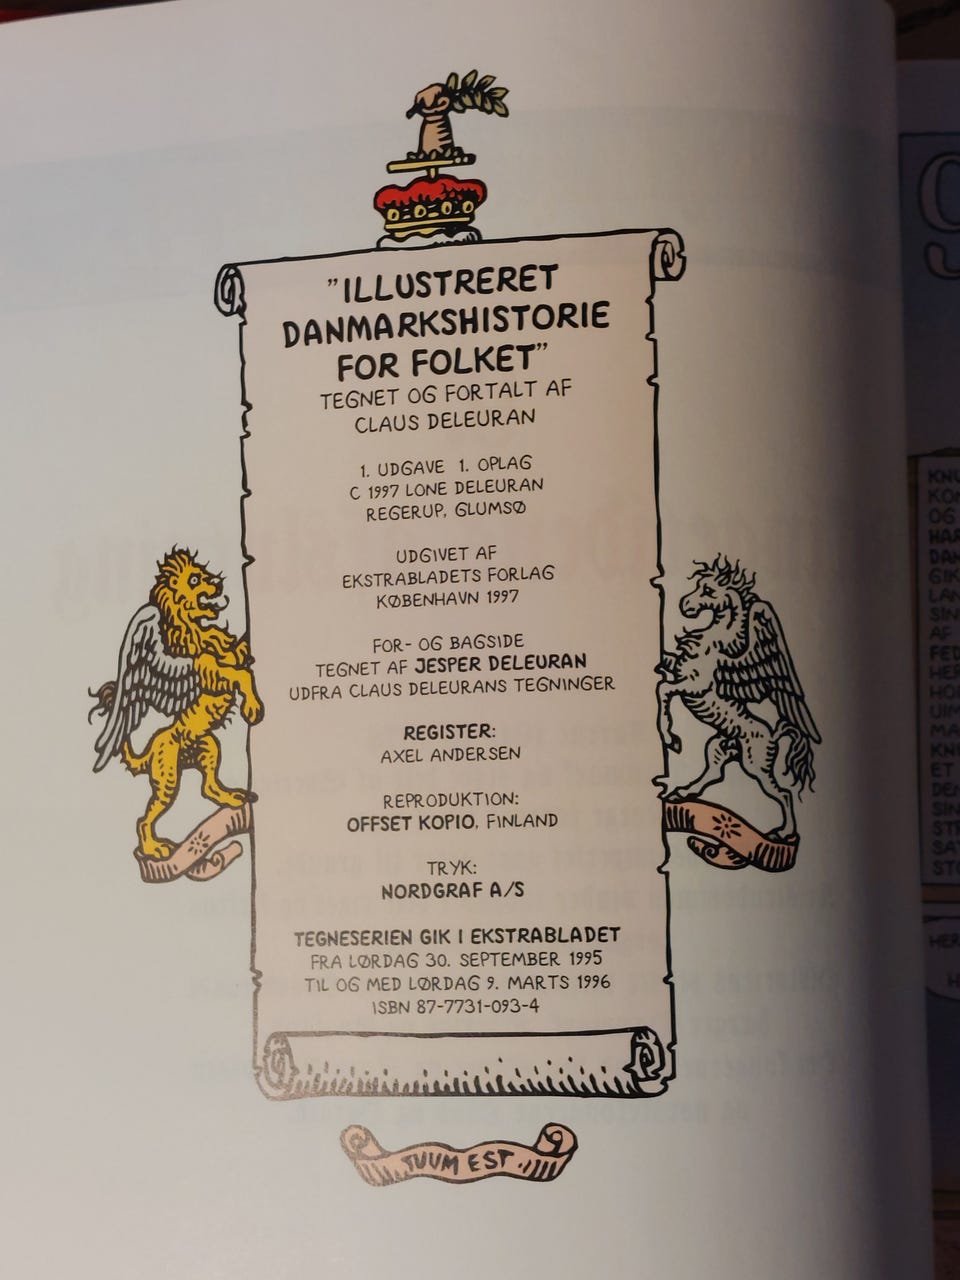 ”ILLUSTRERET
DANMARKSHISTORIE
FOR FOLKET”
TEGNET OG FORTALT AF
CLAUS DELEURAN
1. UDGAVE 1. OPLAG
C 1997 LONE DELEURAN
REGERUP, GLUMSØ
UDGIVET AF
EKSTRABLADETS FORLAG
KØBENHAVN 1997
FOR- OG BAGSIDE
TEGNET AF JESPER DELEURAN
UDFRA CLAUS DELEURANS TEGNINGER
REGISTER:
AXEL ANDERSEN
REPRODUKTION:
OFFSET KOPIO, FINLAND
TRYK:
NORDGRAF A/S
TEGNESERIEN GIK I EKSTRABLADET
FRA LØRDAG 30. SEPTEMBER 1995
TIL OG MED LØRDAG 9. MARTS 1996
ISBN 87-7731-093-4
TUUM EST